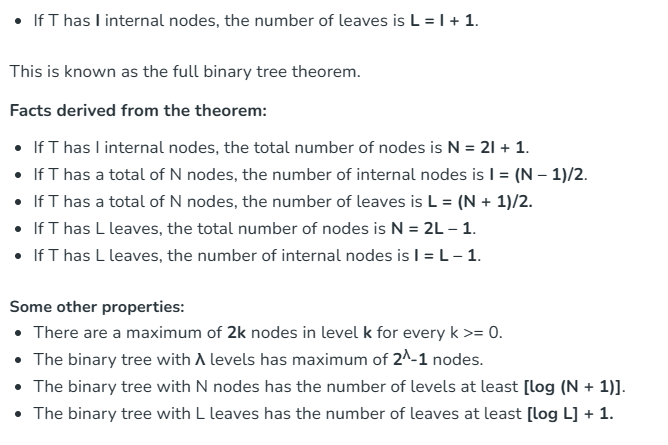 • If T has I internal nodes, the number of leaves is L = I + 1.
This is known as the full binary tree theorem.
Facts derived from the theorem:
• If T has I internal nodes, the total number of nodes is N = 2I + 1.
• If T has a total of N nodes, the number of internal nodes is I = (N – 1)/2.
• If T has a total of N nodes, the number of leaves is L = (N + 1)/2.
• If T has L leaves, the total number of nodes is N = 2L – 1.
• If T has L leaves, the number of internal nodes is I = L – 1.
Some other properties:
• There are a maximum of 2k nodes in level k for every k >= 0.
• The binary tree with λ levels has maximum of 2^λ-1 nodes.
• The binary tree with N nodes has the number of levels at least [log (N + 1)].
• The binary tree with L leaves has the number of leaves at least [log L] + 1.